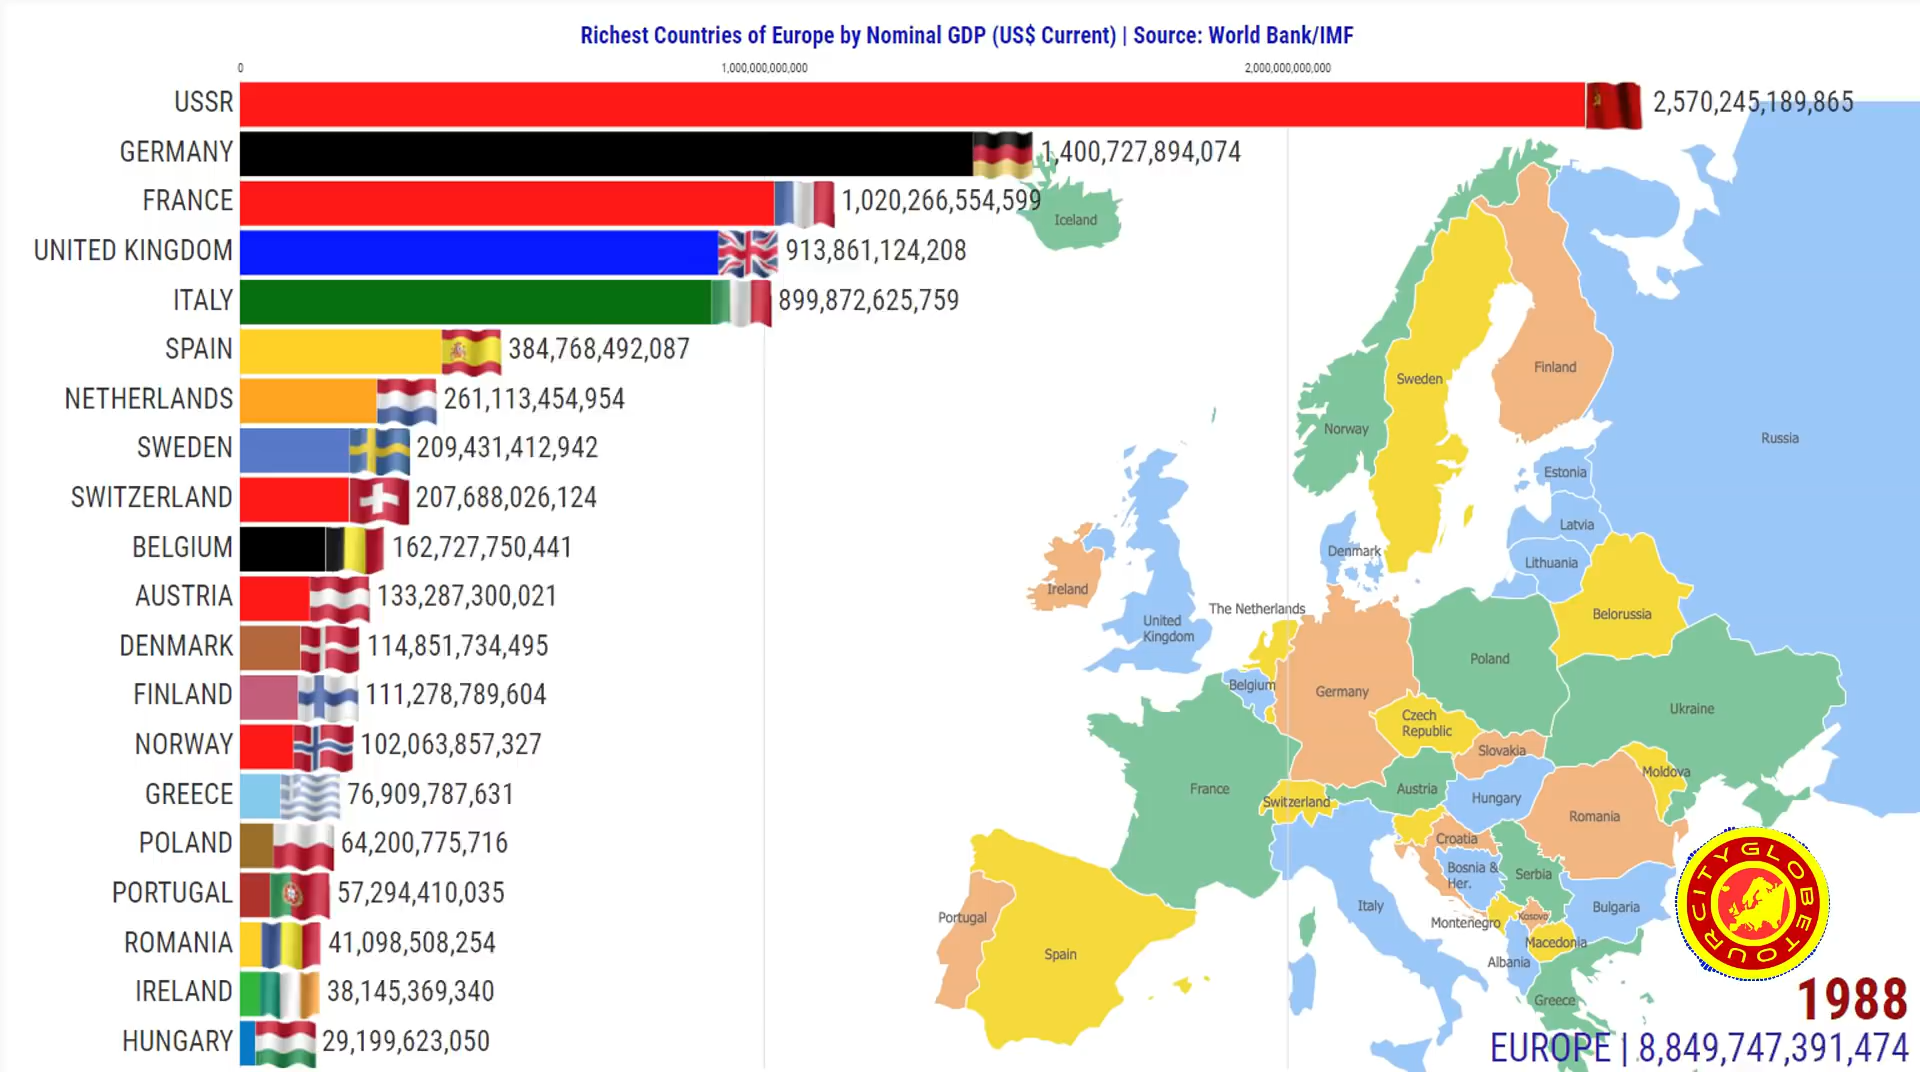 Richest Countries of Europe by Nominal GDP (US$ Current) | Source: World Bank/IMF
0 1,000,000,000,000 2,000,000,000,000
USSR 2,570,245,189,865
GERMANY 1,400,727,894,074
FRANCE 1,020,266,554,599
UNITED KINGDOM 913,861,124,208
ITALY 899,872,625,759
SPAIN 384,768,492,087
NETHERLANDS 261,113,454,954
SWEDEN 209,431,412,942
SWITZERLAND 207,688,026,124
BELGIUM 162,727,750,441
AUSTRIA 133,287,300,021
DENMARK 114,851,734,495
FINLAND 111,278,789,604
NORWAY 102,063,857,327
GREECE 76,909,787,631
POLAND 64,200,775,716
PORTUGAL 57,294,410,035
ROMANIA 41,098,508,254
IRELAND 38,145,369,340
HUNGARY 29,199,623,050
Iceland
Finland
Sweden
Norway
Russia
Estonia
Latvia
Denmark
Lithuania
Ireland
The Netherlands
Belorussia
United
Kingdom
Poland
Belgium
Germany
Ukraine
Czech
Republic
Slovakia
Moldova
France
Austria
Switzerland
Hungary
Romania
Croatia
Bosnia &
Her.
Serbia
Italy
Bulgaria
Portugal
Kosovo
Montenegro
Macedonia
Spain
Albania
Greece
CITYGLOBETOUR
1988
EUROPE | 8,849,747,391,474